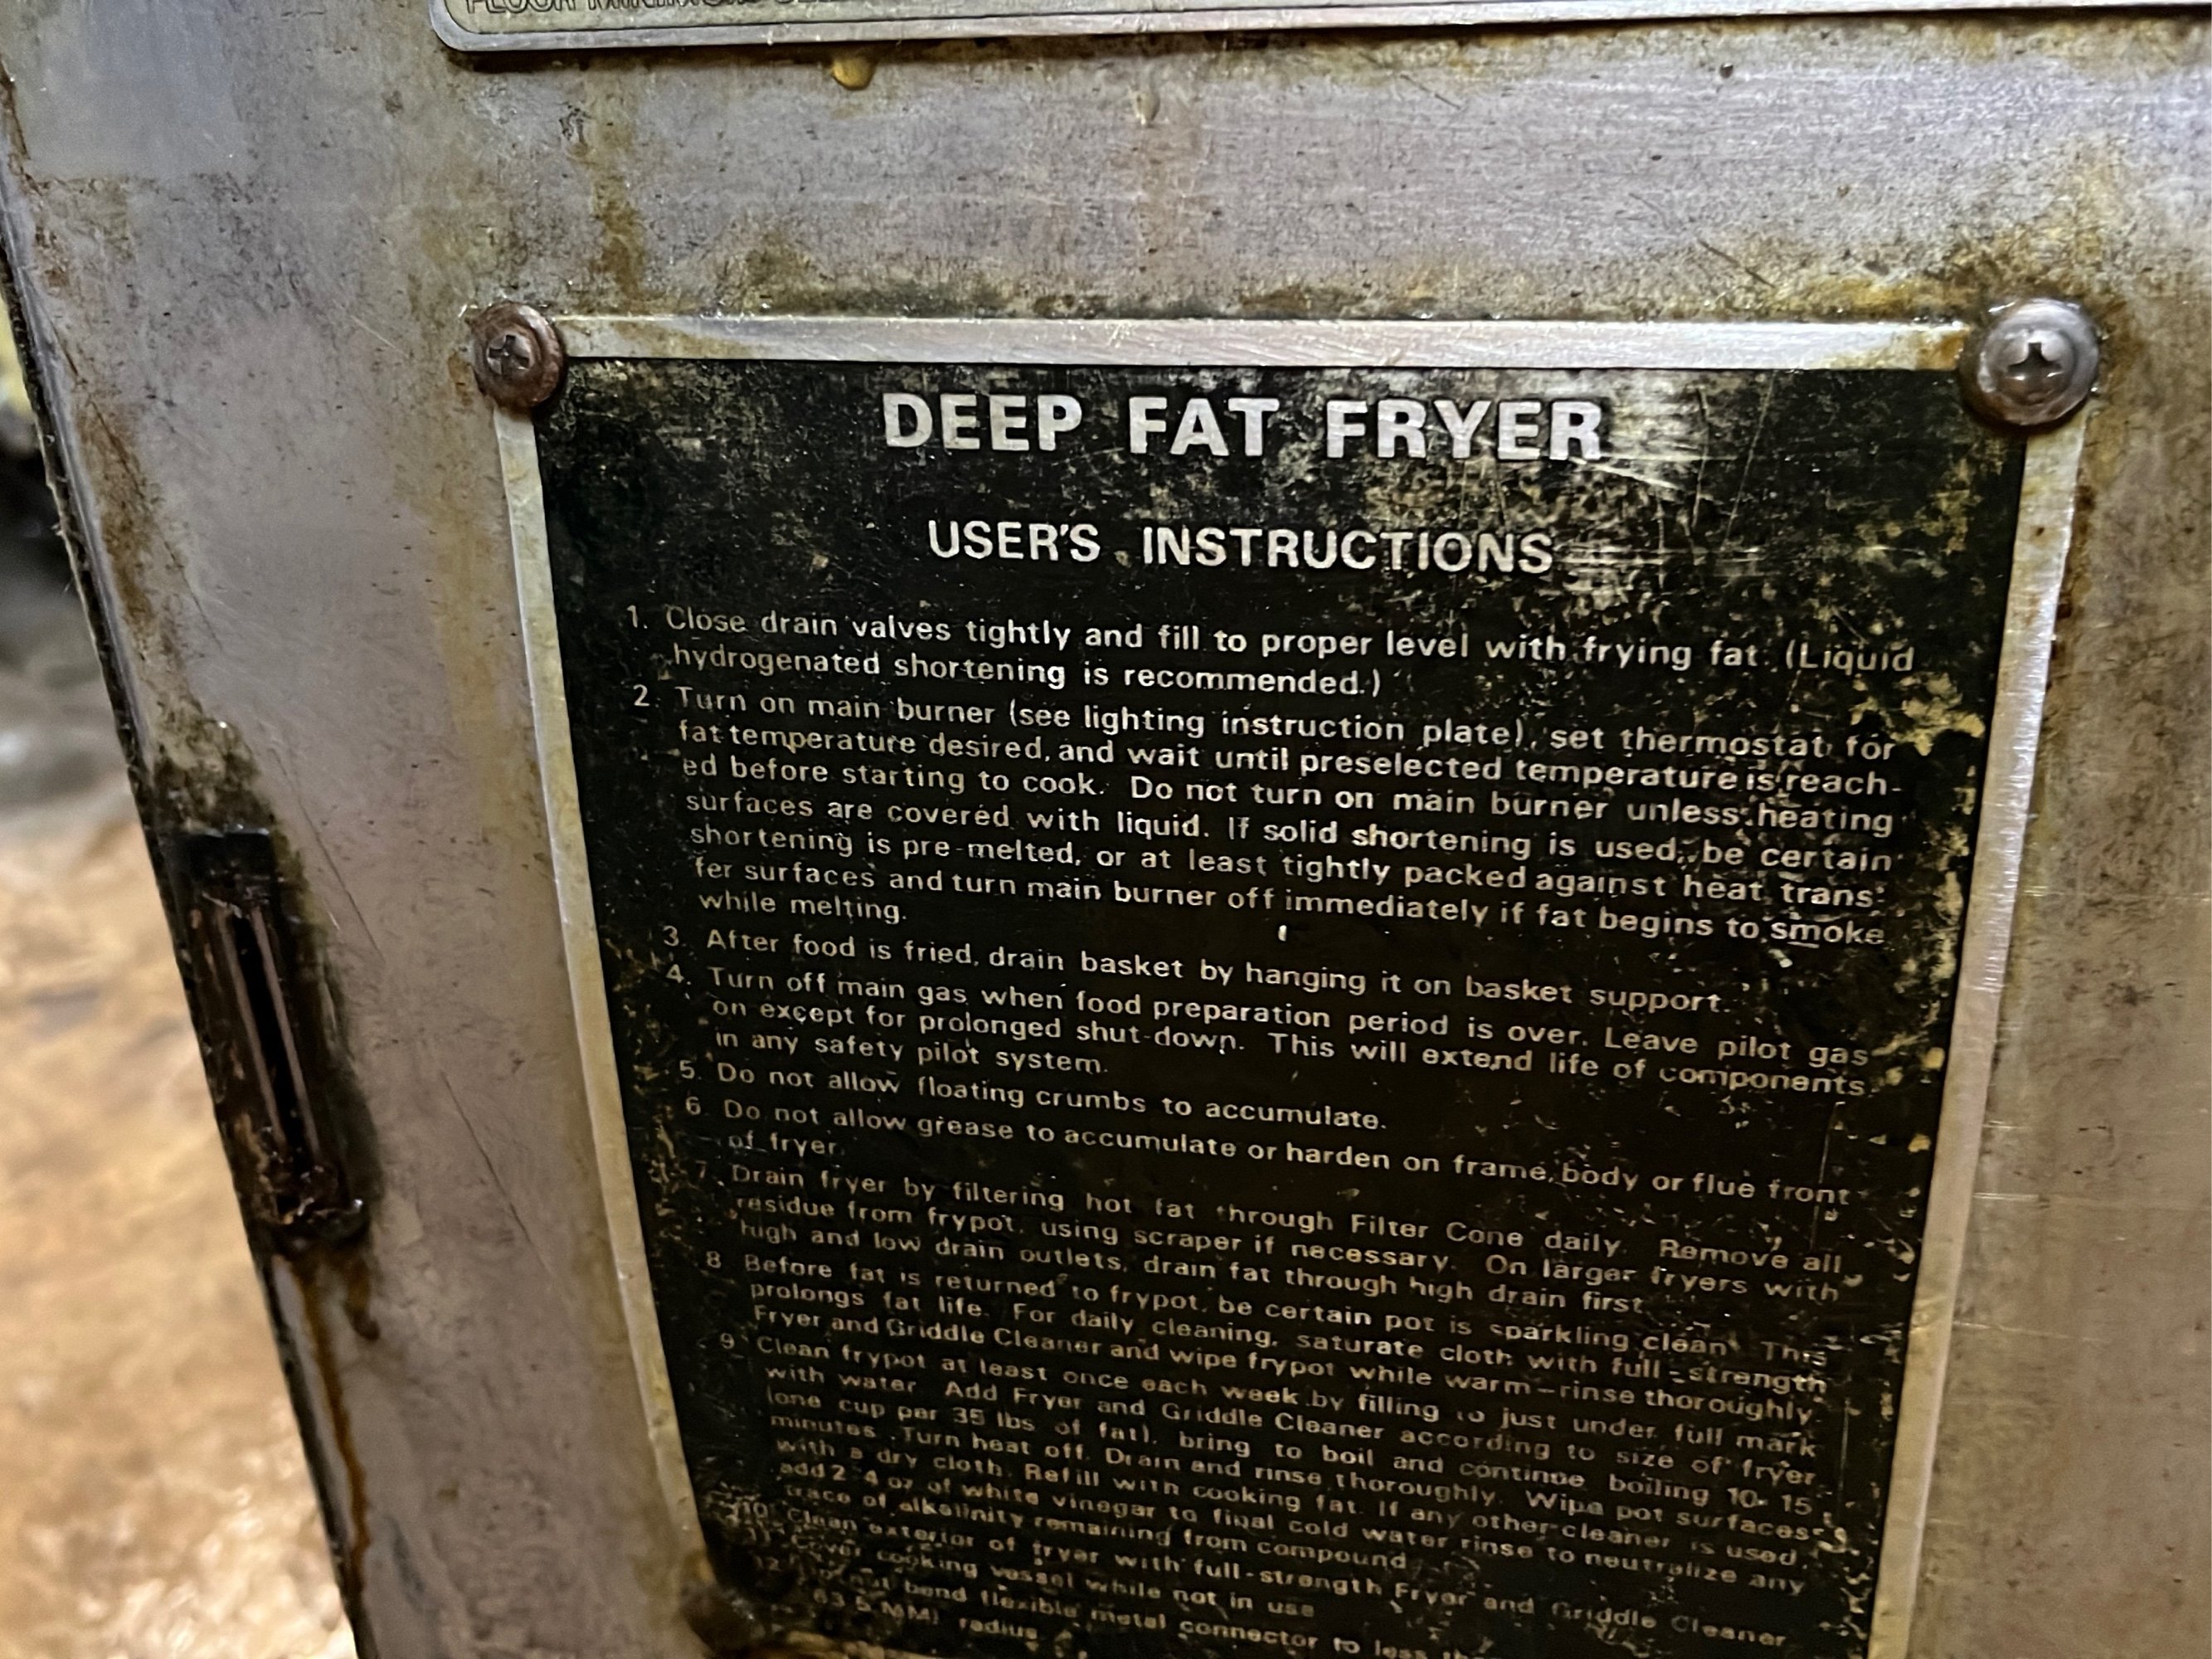 DEEP FAT FRYER
USER'S INSTRUCTIONS
1. Close drain valves tightly and fill to proper level with frying fat. (Liquid
hydrogenated shortening is recommended.)
2. Turn on main burner (see lighting instruction plate), set thermostat for
fat temperature desired, and wait until preselected temperature is reach-
ed before starting to cook. Do not turn on main burner unless heating
surfaces are covered with liquid. If solid shortening is used, be certain
shortening is pre-melted, or at least tightly packed against heat trans-
fer surfaces and turn main burner off immediately if fat begins to smoke
while melting.
3. After food is fried, drain basket by hanging it on basket support.
4. Turn off main gas when food preparation period is over. Leave pilot gas
on except for prolonged shut-down. This will extend life of components
in any safety pilot system.
5. Do not allow floating crumbs to accumulate.
6. Do not allow grease to accumulate or harden on frame, body or flue front
of fryer.
7. Drain fryer by filtering hot fat through Filter Cone daily. Remove all
residue from frypot, using scraper if necessary. On larger fryers with
high and low drain outlets, drain fat through high drain first.
8 Before fat is returned to frypot, be certain pot is sparkling clean. This
prolongs fat life. For daily cleaning, saturate cloth with full-strength
Fryer and Griddle Cleaner and wipe frypot while warm—rinse thoroughly.
9 Clean frypot at least once each week by filling to just under full mark
with water. Add Fryer and Griddle Cleaner according to size of fryer
(one cup per 35 lbs of fat), bring to boil and continue boiling 10-15
minutes. Turn heat off. Drain and rinse thoroughly. Wipe pot surfaces
with a dry cloth. Refill with cooking fat. If any other cleaner is used,
add 2-4 oz of white vinegar to final cold water rinse to neutralize any
trace of alkalinity remaining from compound
10. Clean exterior of fryer with full-strength Fryer and Griddle Cleaner
11. Cover cooking vessel while not in use
12. not bend flexible metal connector to less
63.5 MM) radius